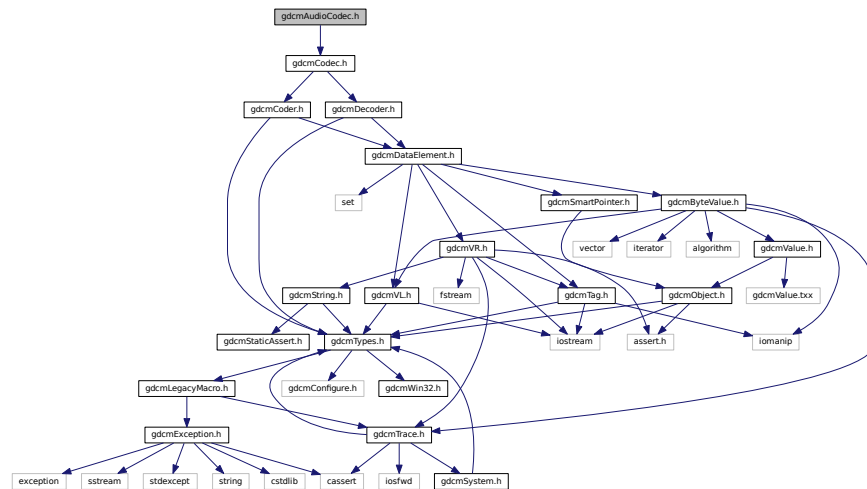 gdcmAudioCodec.h
gdcmCodec.h
gdcmCoder.h
gdcmDecoder.h
gdcmDataElement.h
set
gdcmSmartPointer.h
gdcmByteValue.h
gdcmVR.h
vector
iterator
algorithm
gdcmValue.h
gdcmString.h
gdcmVL.h
fstream
gdcmTag.h
gdcmObject.h
gdcmValue.txx
gdcmStaticAssert.h
gdcmTypes.h
iostream
assert.h
iomanip
gdcmLegacyMacro.h
gdcmConfigure.h
gdcmWin32.h
gdcmException.h
gdcmTrace.h
exception
sstream
stdexcept
string
cstdlib
cassert
iosfwd
gdcmSystem.h